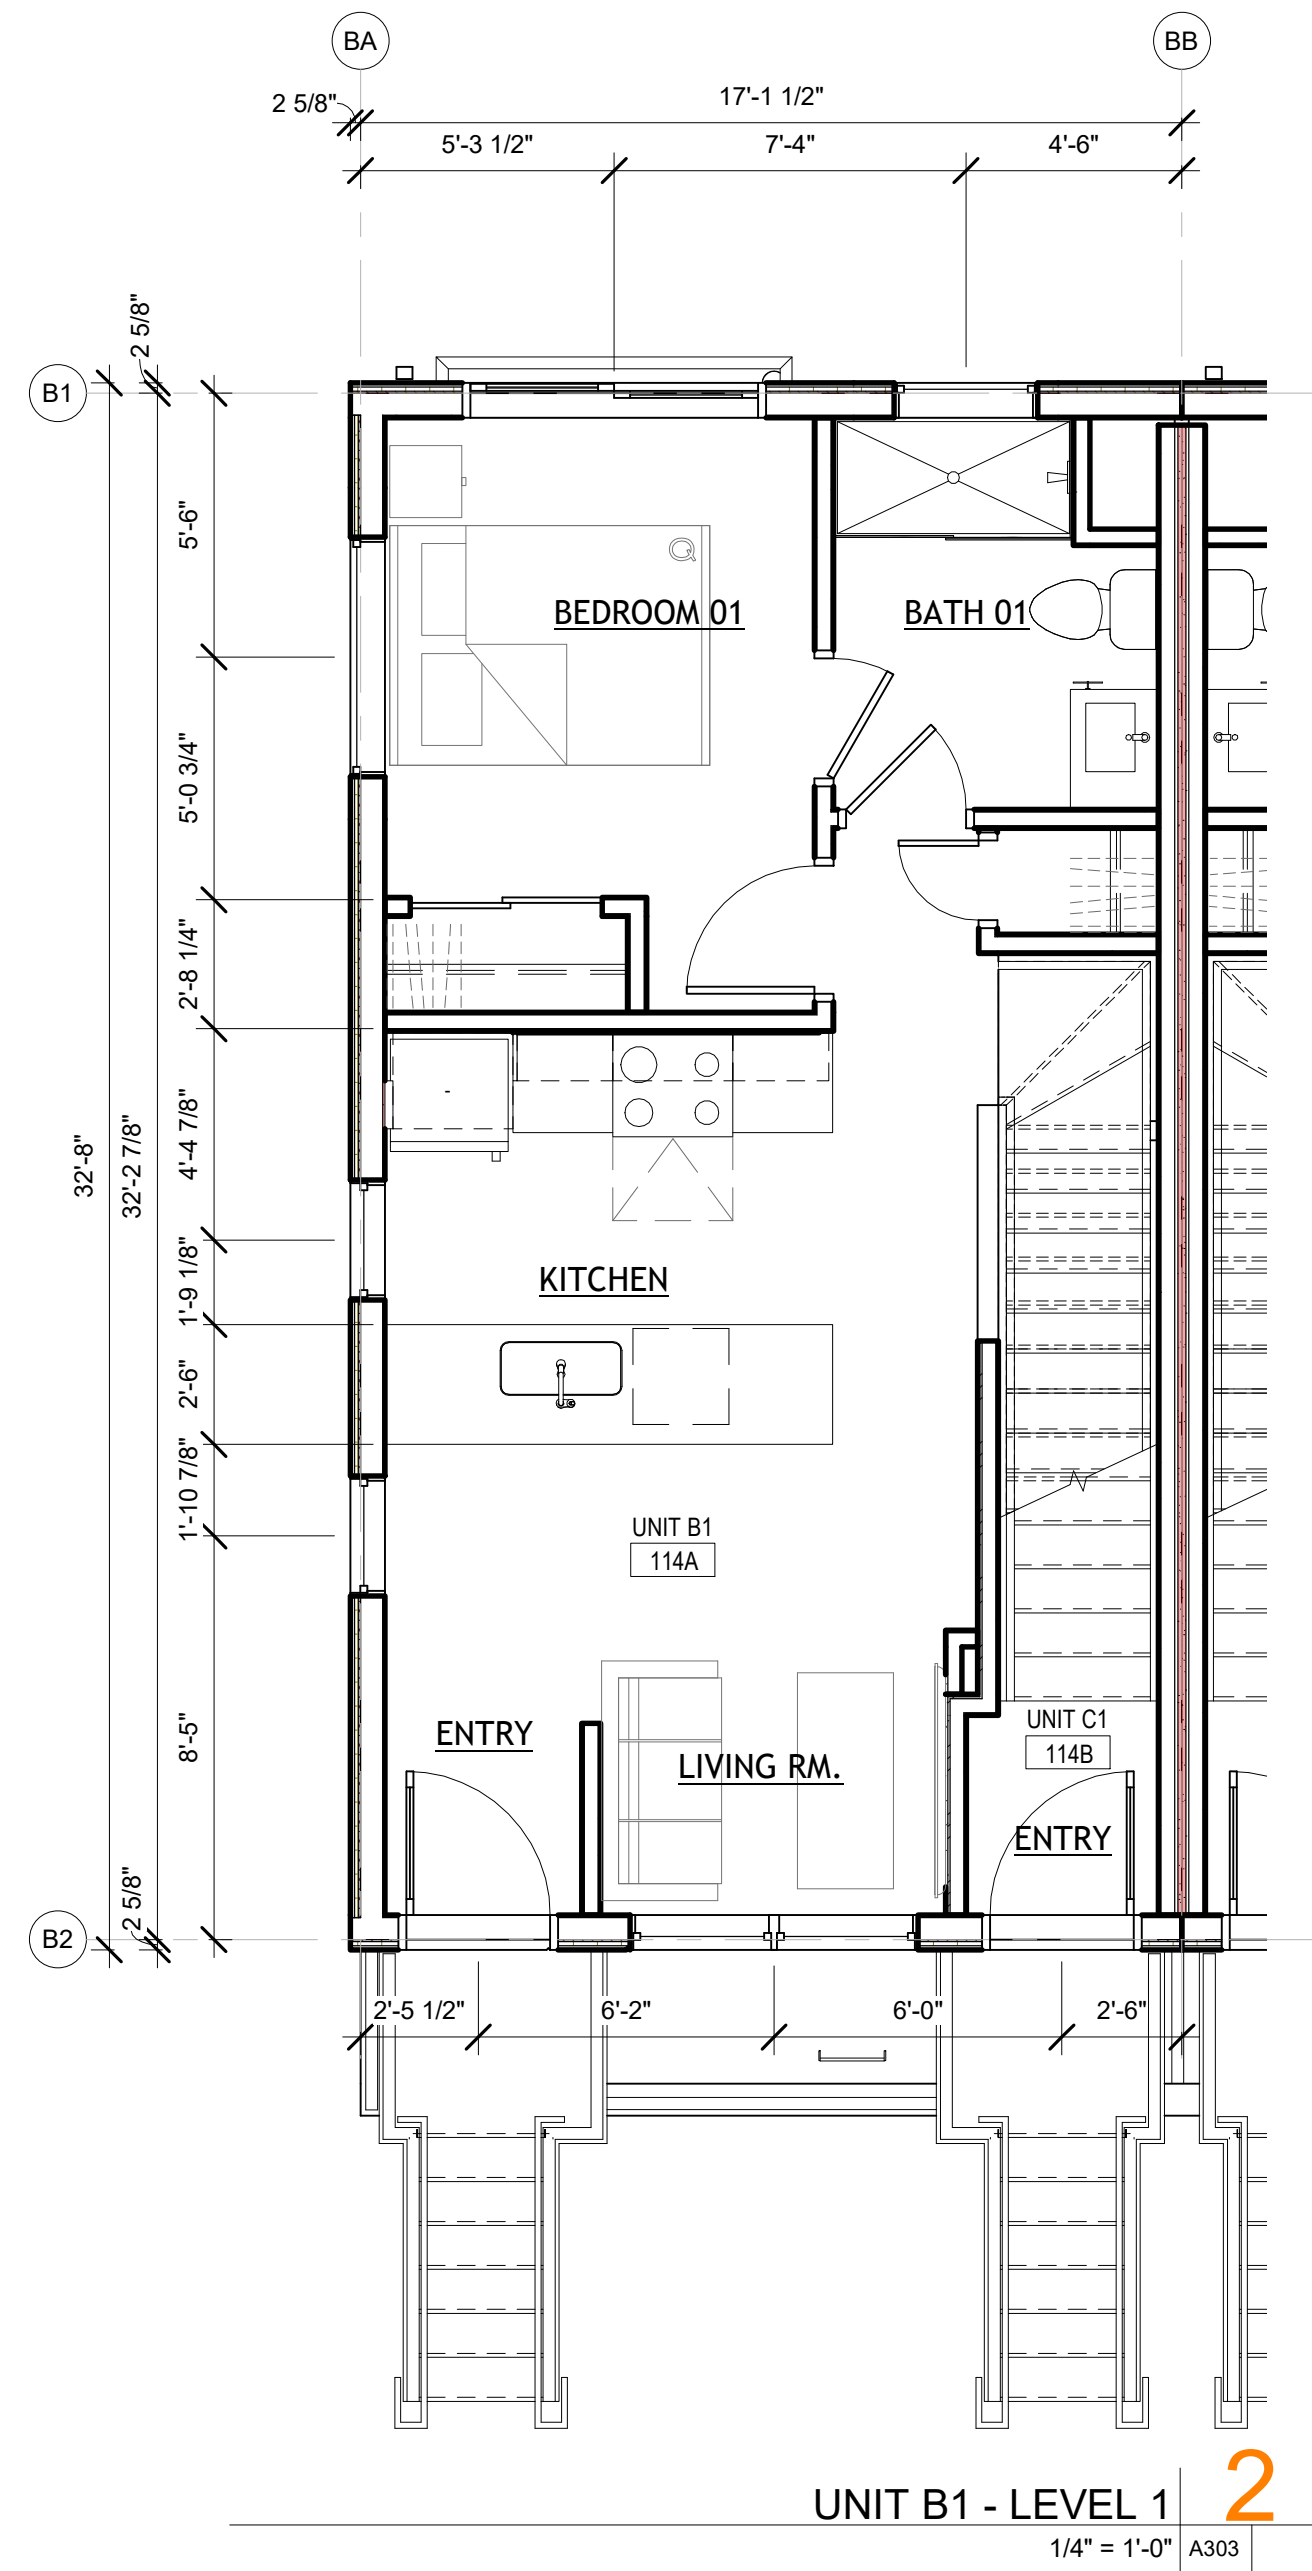 BA
BB
2 5/8"
17'-1 1/2"
5'-3 1/2"
7'-4"
4'-6"
2 5/8"
B1
5'-6"
Q
BEDROOM 01
BATH 01
5'-0 3/4"
2'-8 1/4"
32'-8"
32'-2 7/8"
4'-4 7/8"
1'-9 1/8"
KITCHEN
2'-6"
1'-10 7/8"
UNIT B1
114A
8'-5"
ENTRY
LIVING RM.
UNIT C1
114B
ENTRY
2 5/8"
B2
2'-5 1/2"
6'-2"
6'-0"
2'-6"
UNIT B1 - LEVEL 1
2
1/4" = 1'-0"
A303